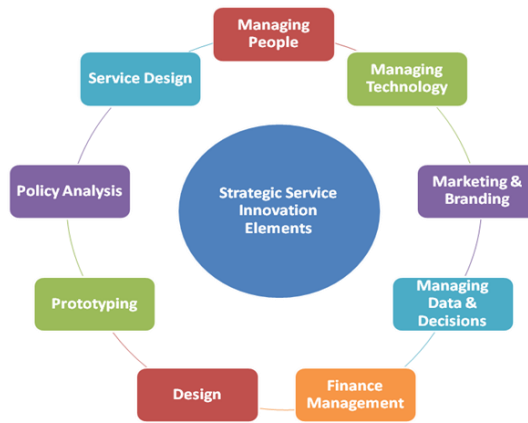 Managing
People
Managing
Technology
Marketing &
Branding
Managing
Data &
Decisions
Finance
Management
Design
Prototyping
Policy Analysis
Service Design
Strategic Service
Innovation
Elements